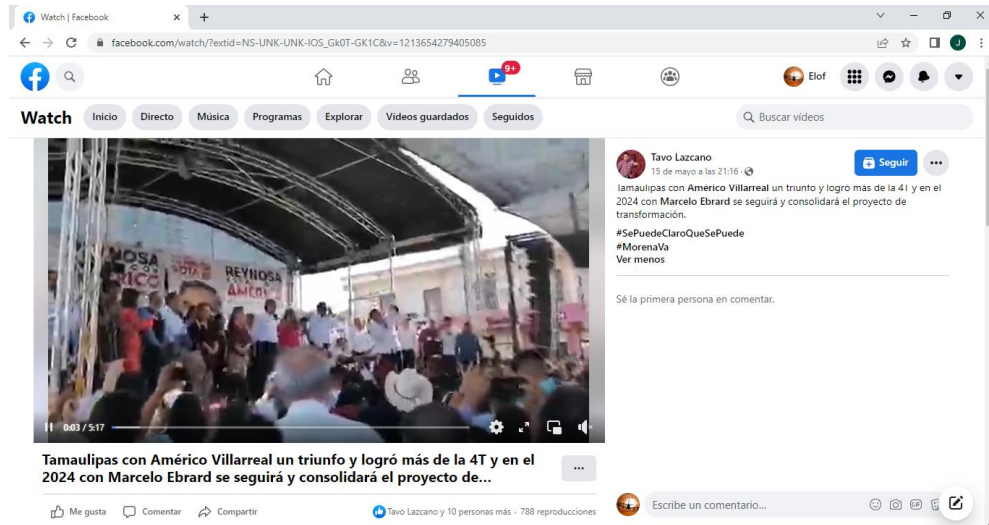 Watch | Facebook
facebook.com/watch/?extid=NS-UNK-UNK-IOS_Gk0T-GK1C&v=1213654279405085
9+
Elof
Watch
Inicio
Directo
Música
Programas
Explorar
Vídeos guardados
Seguidos
Buscar vídeos
REYNOSA
0:03 / 5:17
Tamaulipas con Américo Villarreal un triunfo y logró más de la 4T y en el
2024 con Marcelo Ebrard se seguirá y consolidará el proyecto de...
Me gusta
Comentar
Compartir
Tavo Lazcano y 10 personas más · 788 reproducciones
Tavo Lazcano
15 de mayo a las 21:16 ·
Seguir
Tamaulipas con Américo Villarreal un triunfo y logró más de la 4T y en el
2024 con Marcelo Ebrard se seguirá y consolidará el proyecto de
transformación.
#SePuedeClaroQueSePuede
#MorenaVa
Ver menos
Sé la primera persona en comentar.
Escribe un comentario...
GIF